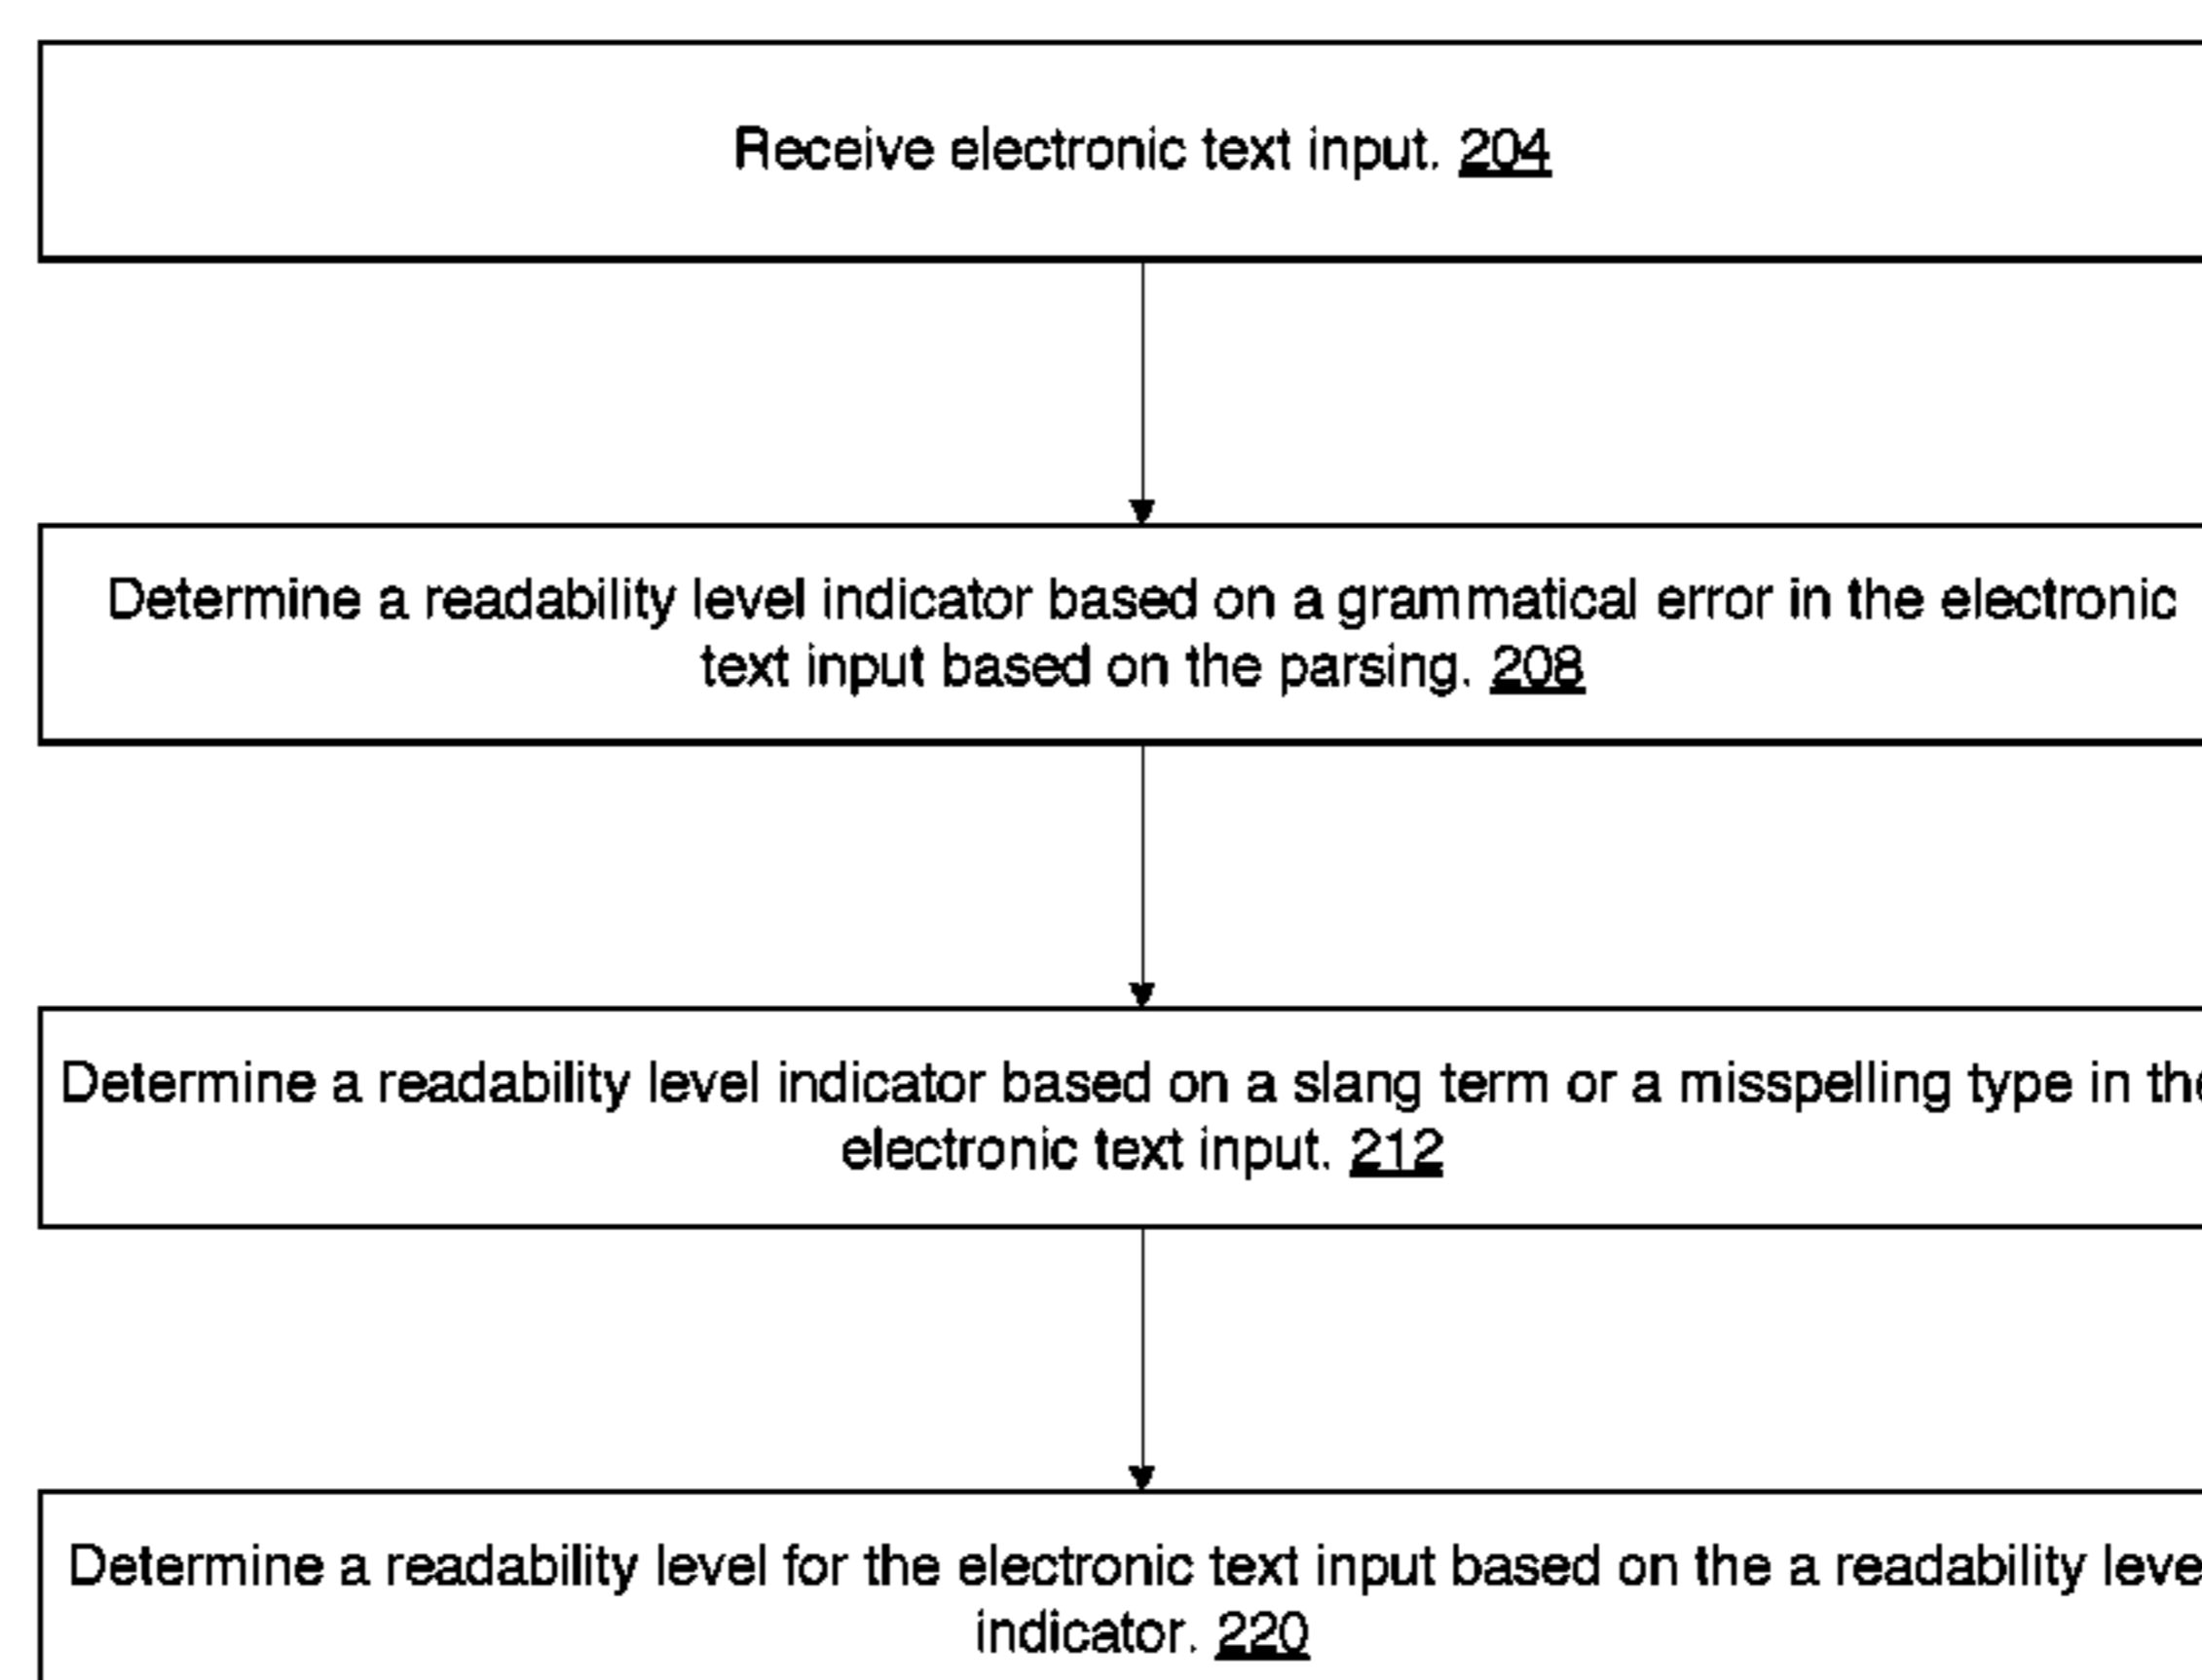 Receive electronic text input. 204
Determine a readability level indicator based on a grammatical error in the electronic
text input based on the parsing. 208
Determine a readability level indicator based on a slang term or a misspelling type in the
electronic text input. 212
Determine a readability level for the electronic text input based on the a readability level
indicator. 220